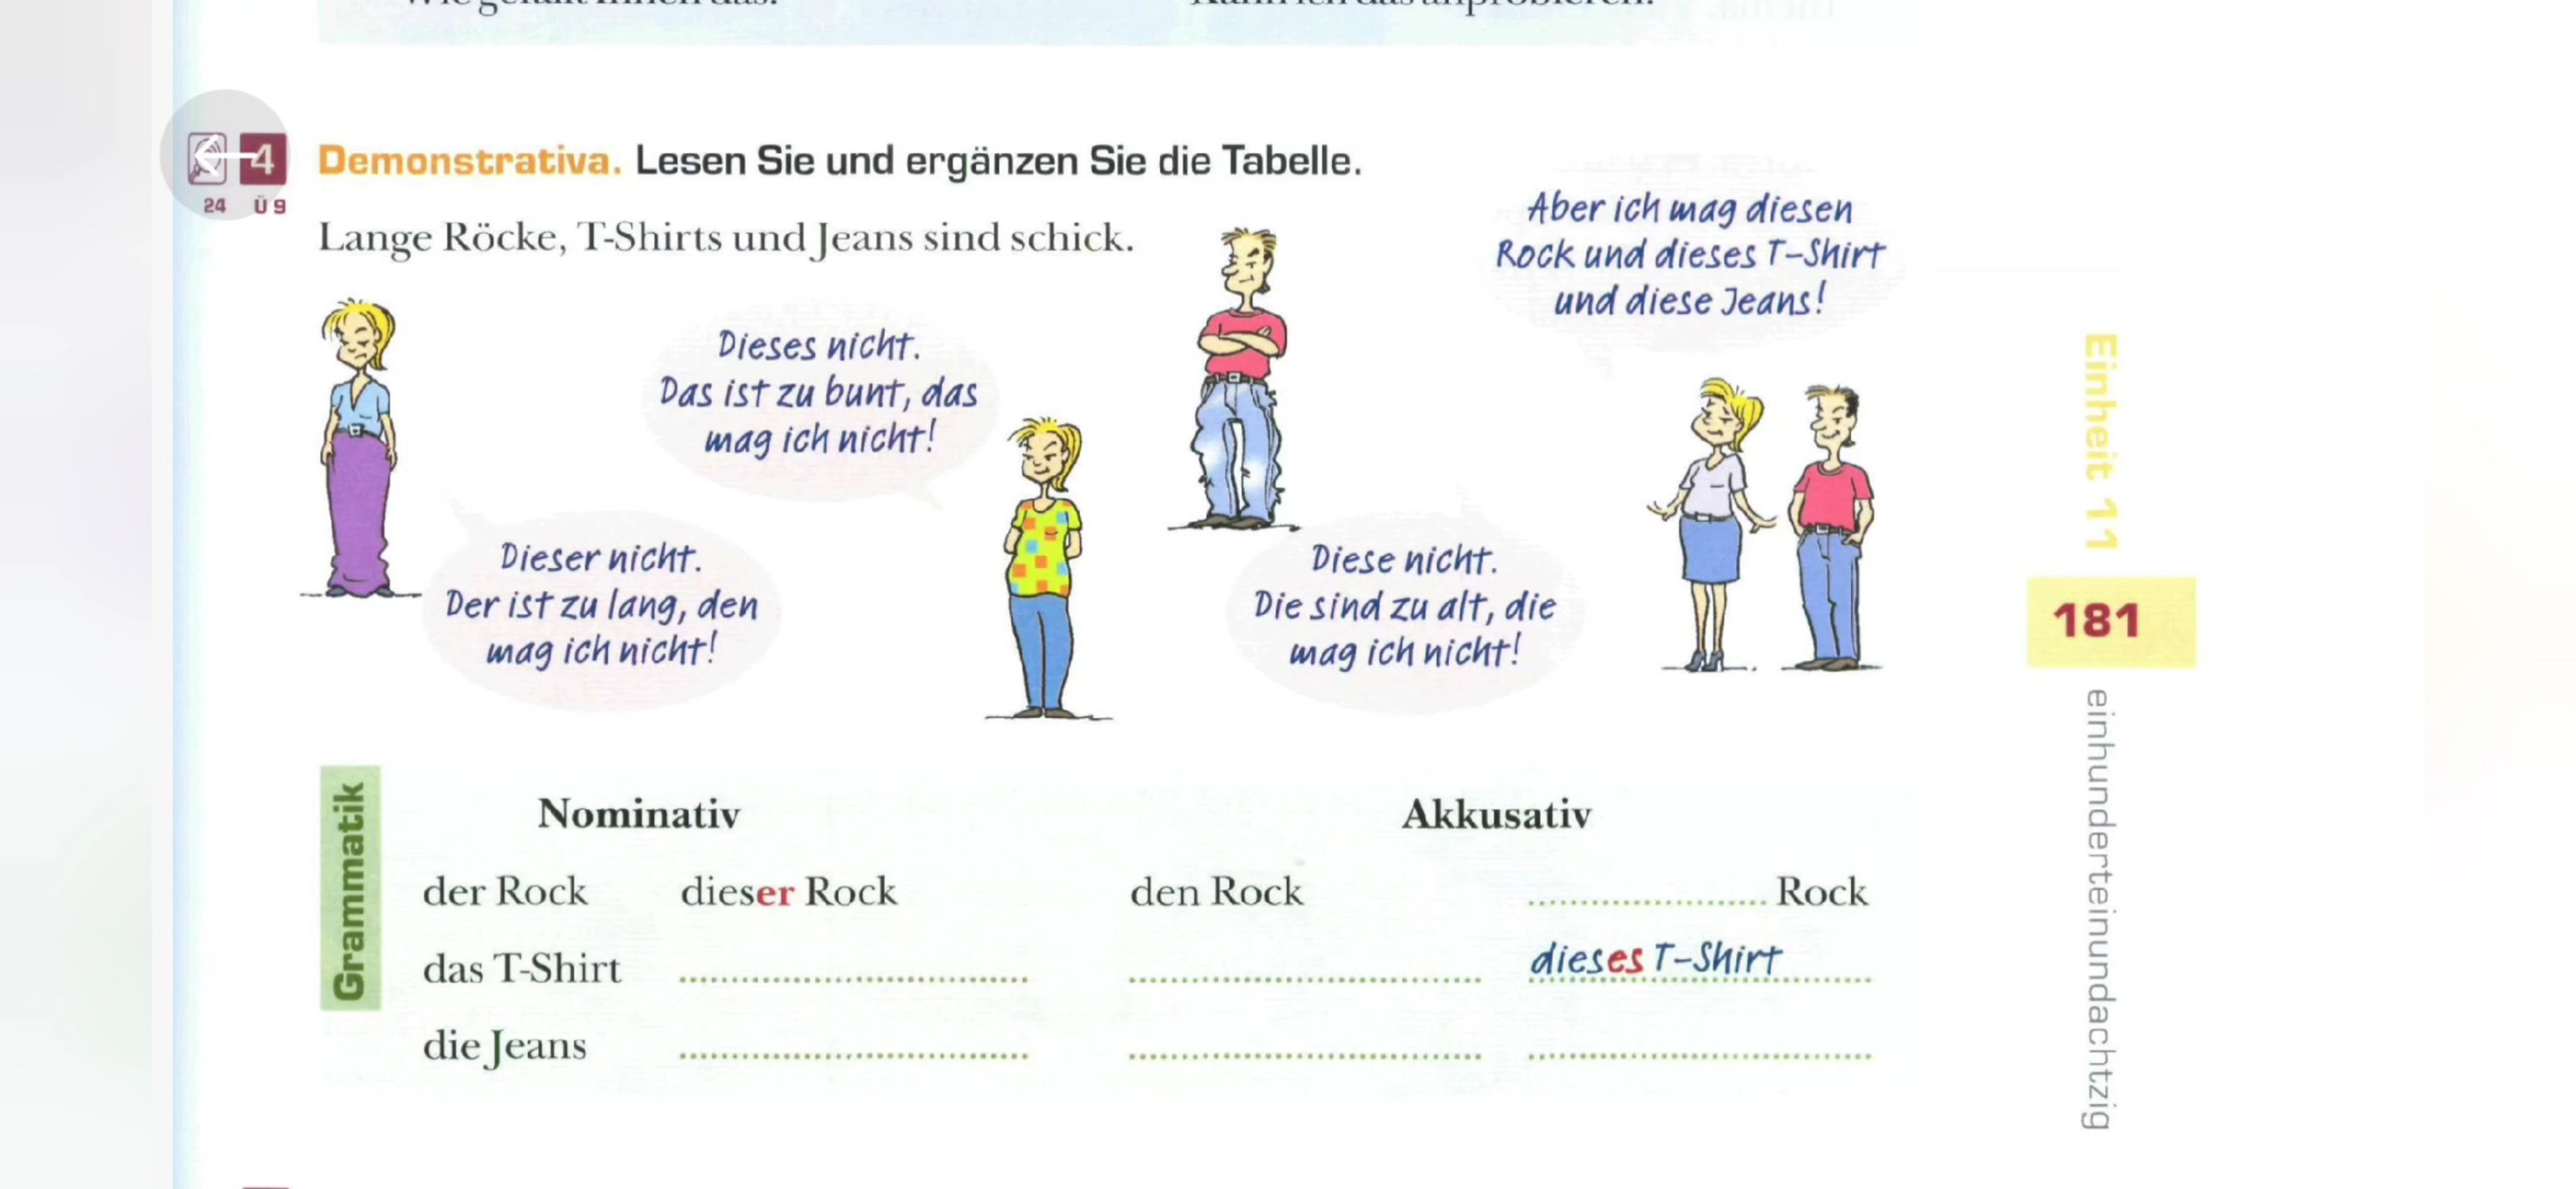 4
24 Ü 9
Demonstrativa. Lesen Sie und ergänzen Sie die Tabelle.
Lange Röcke, T-Shirts und Jeans sind schick.
Dieser nicht.
Der ist zu lang, den
mag ich nicht!
Dieses nicht.
Das ist zu bunt, das
mag ich nicht!
Diese nicht.
Die sind zu alt, die
mag ich nicht!
Aber ich mag diesen
Rock und dieses T-Shirt
und diese Jeans!
Grammatik
Nominativ Akkusativ
der Rock dieser Rock den Rock ........ Rock
das T-Shirt ........ ........ dieses T-Shirt
die Jeans ........ ........ ........
Einheit 11
181
einhunderteinundachtzig